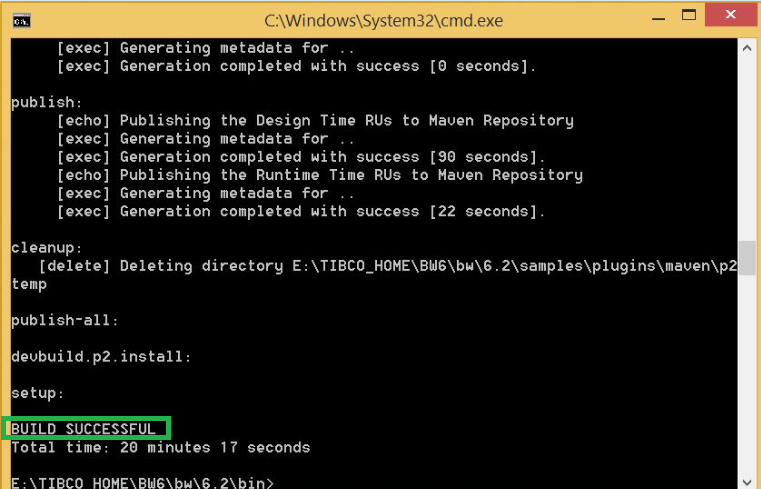 C:\Windows\System32\cmd.exe
[exec] Generating metadata for ..
[exec] Generation completed with success [0 seconds].
publish:
[echo] Publishing the Design Time RUs to Maven Repository
[exec] Generating metadata for ..
[exec] Generation completed with success [90 seconds].
[echo] Publishing the Runtime Time RUs to Maven Repository
[exec] Generating metadata for ..
[exec] Generation completed with success [22 seconds].
cleanup:
[delete] Deleting directory E:\TIBCO_HOME\BW6\bw\6.2\samples\plugins\maven\p2
temp
publish-all:
devbuild.p2.install:
setup:
BUILD SUCCESSFUL
Total time: 20 minutes 17 seconds
E:\TIBCO_HOME\BW6\bw\6.2\bin>